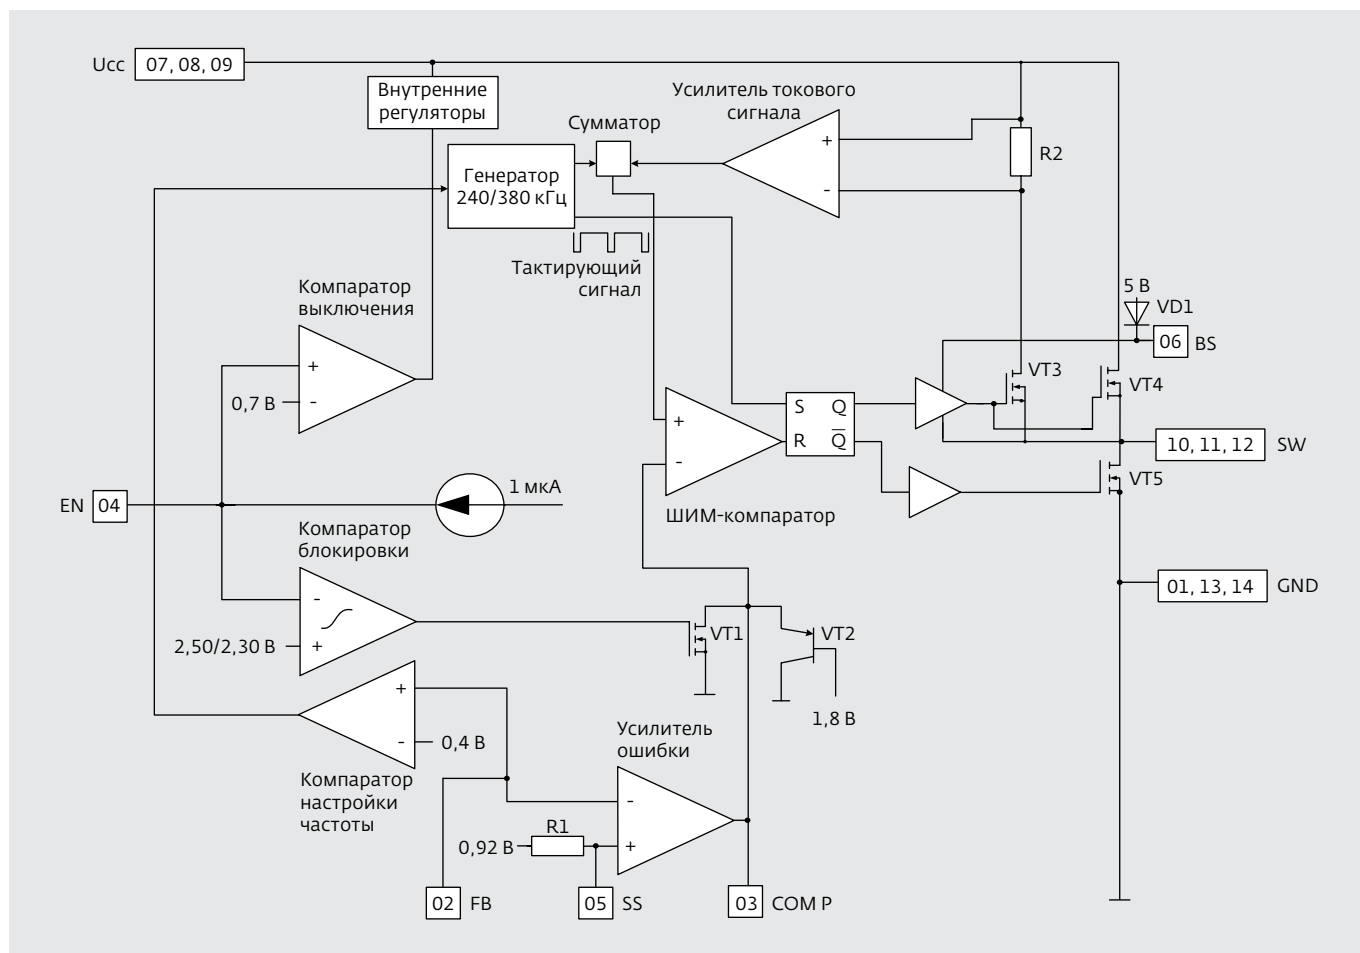 Ucc 07, 08, 09
Внутренние
регуляторы
Усилитель токового
сигнала
Сумматор
+
-
R2
Генератор
240/380 кГц
Тактирующий
сигнал
Компаратор
выключения
+
0,7 В -
5 В
VD1
06 BS
VT3
VT4
S Q
R Q̅
+
-
ШИМ-компаратор
10, 11, 12 SW
VT5
EN 04
1 мкА
Компаратор
блокировки
-
2,50/2,30 В +
VT1
VT2
1,8 В
01, 13, 14 GND
+
- 0,4 В
Компаратор
настройки
частоты
Усилитель
ошибки
-
+
R1
0,92 В
02 FB
05 SS
03 COM P